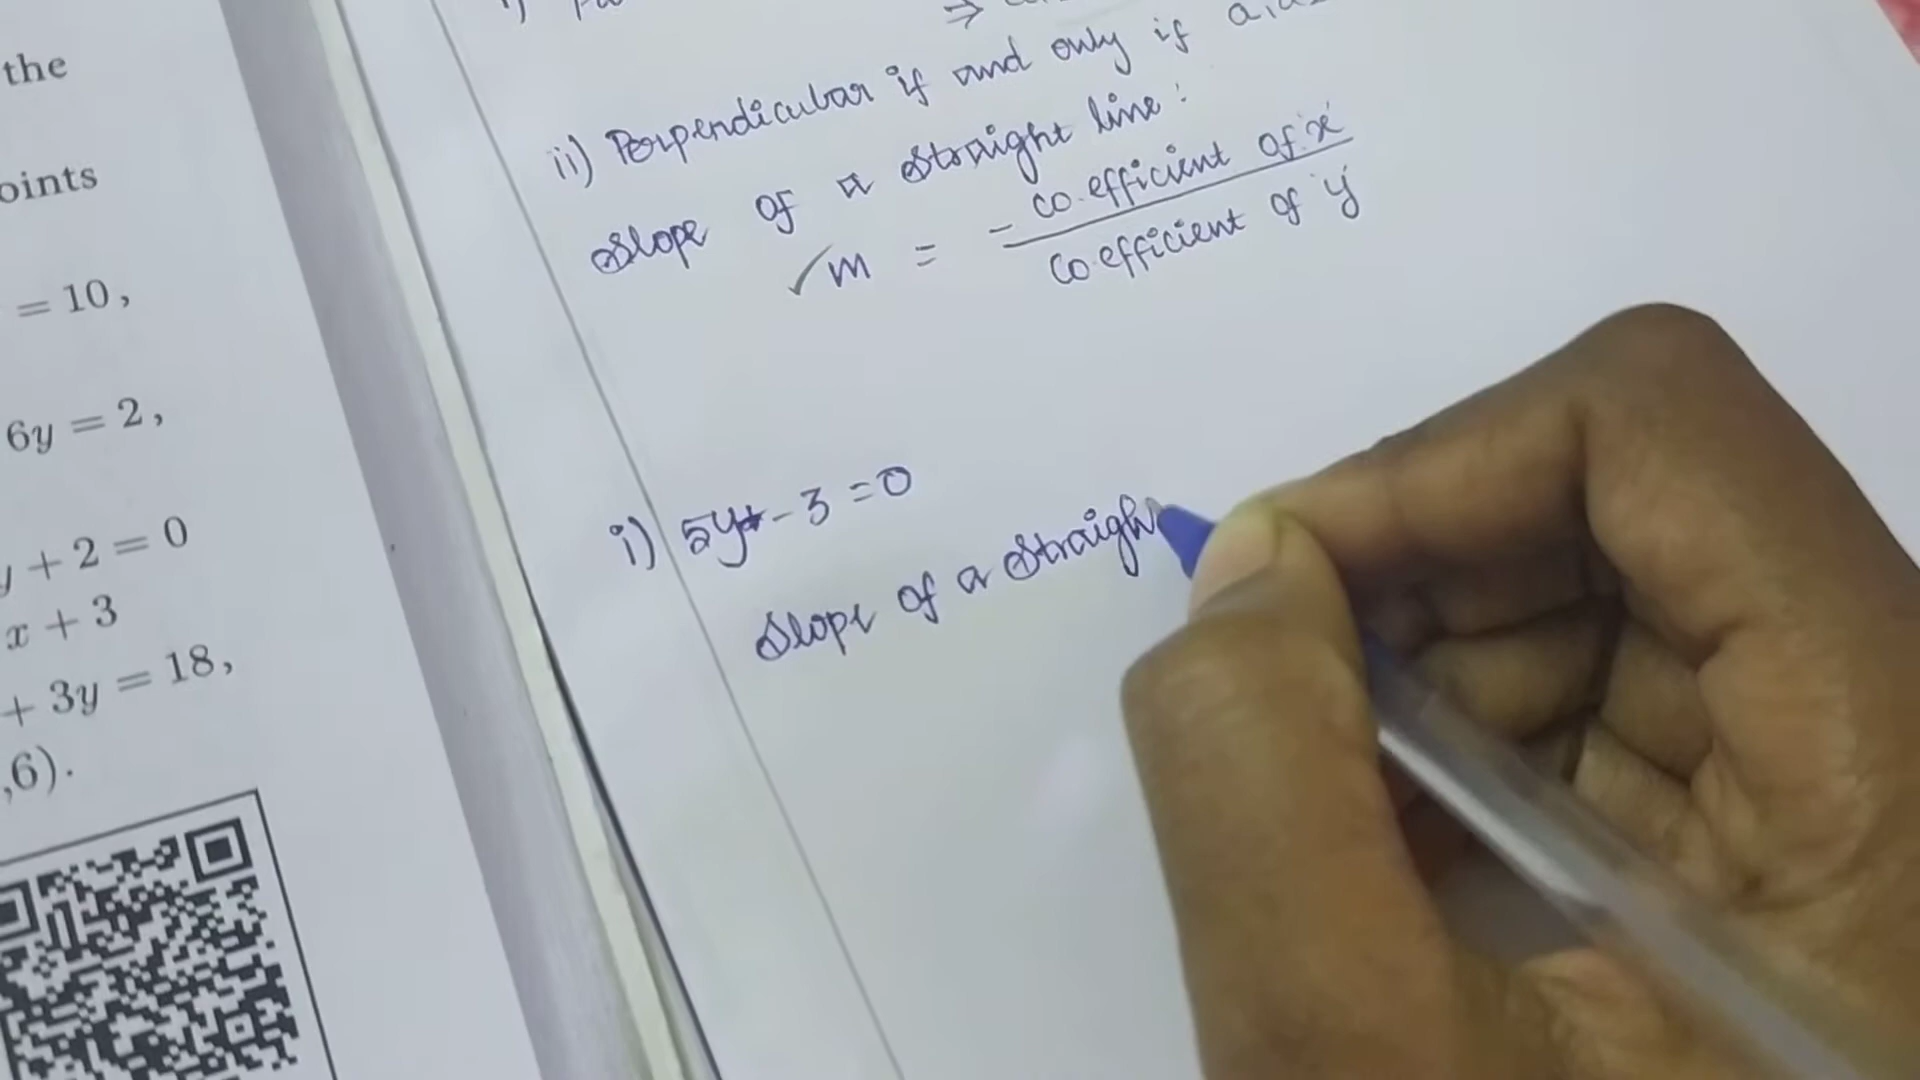 the
oints
= 10,
6y = 2,
y + 2 = 0
x + 3
+ 3y = 18,
,6).
ii) Perpendicular if and only if
Slope of a straight line:
m = - co.efficient of 'x' / co.efficient of 'y'
i) 5y - 3 = 0
Slope of a straigh